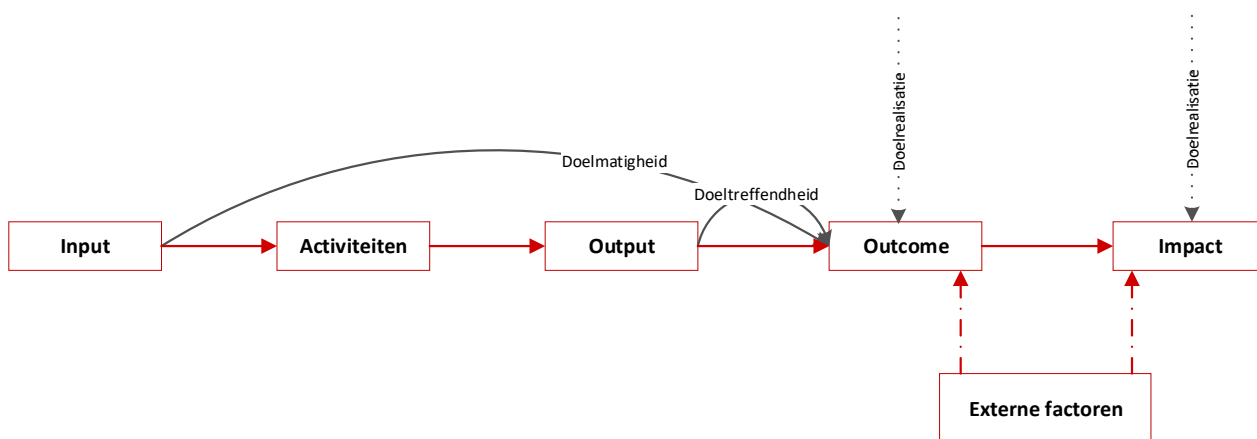 Doelrealisatie
Doelrealisatie
Doelmatigheid
Doeltreffendheid
Input
Activiteiten
Output
Outcome
Impact
Externe factoren